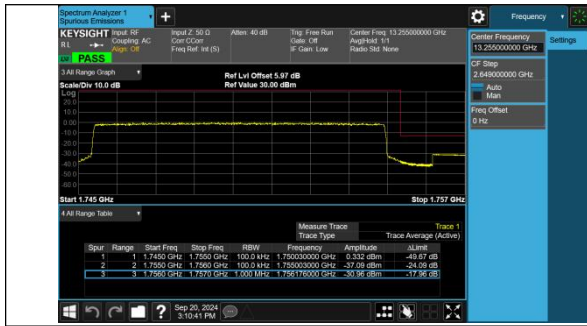 Spectrum Analyzer 1
Spurious Emissions
Frequency
KEYSIGHT
Input: RF
Coupling: AC
Align: Off
Input Z: 50 Ω
Corr CCorr
Freq Ref: Int (S)
Atten: 40 dB
Trig: Free Run
Gate: Off
IF Gain: Low
Center Freq: 13.255000000 GHz
Avg|Hold: 1/1
Radio Std: None
RL
PASS
Center Frequency
13.255000000 GHz
Settings
CF Step
2.649000000 GHz
Auto
Man
Freq Offset
0 Hz
3 All Range Graph
Scale/Div 10.0 dB
Ref Lvl Offset 5.97 dB
Ref Value 30.00 dBm
Log
20.0
10.0
0.00
-10.0
-20.0
-30.0
-40.0
-50.0
-60.0
Start 1.745 GHz
Stop 1.757 GHz
4 All Range Table
Measure Trace Trace 1
Trace Type Trace Average (Active)
Spur Range Start Freq Stop Freq RBW Frequency Amplitude ΔLimit
1 1 1.7450 GHz 1.7550 GHz 100.0 kHz 1.750030000 GHz 0.332 dBm -49.67 dB
2 2 1.7550 GHz 1.7560 GHz 100.0 kHz 1.755003000 GHz -37.09 dBm -24.09 dB
3 3 1.7560 GHz 1.7570 GHz 1.000 MHz 1.756176000 GHz -30.96 dBm -17.96 dB
Sep 20, 2024
3:10:41 PM